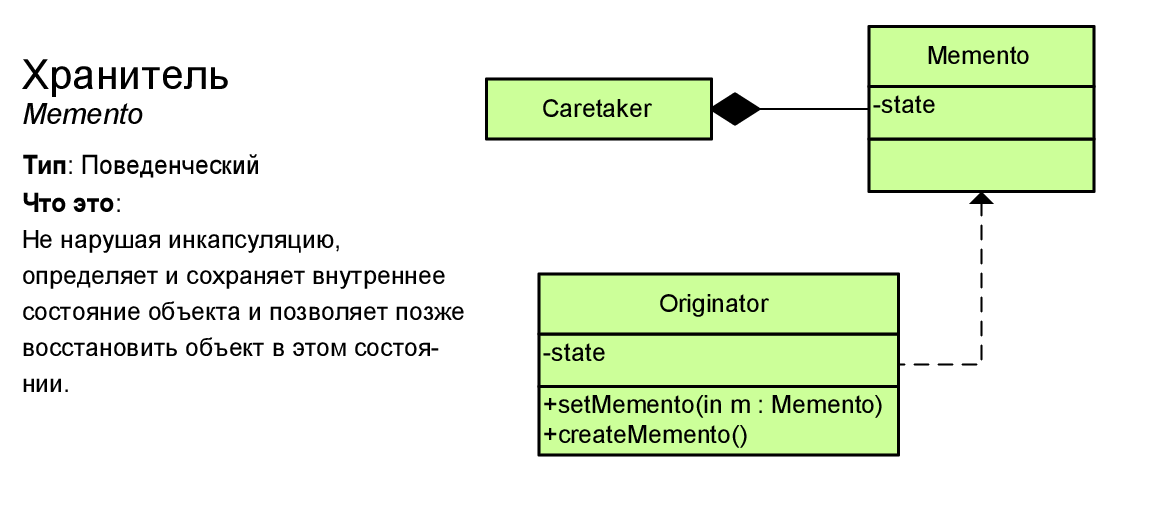 Хранитель
Memento
Тип: Поведенческий
Что это:
Не нарушая инкапсуляцию,
определяет и сохраняет внутреннее
состояние объекта и позволяет позже
восстановить объект в этом состоя-
нии.
Caretaker
Memento
-state
Originator
-state
+setMemento(in m : Memento)
+createMemento()